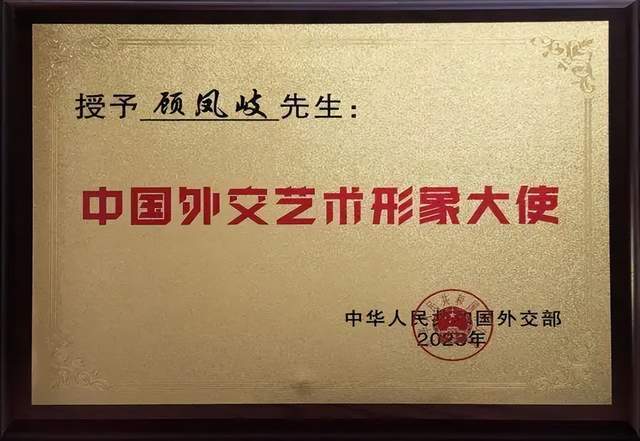 授予 顾凤岐 先生：
中国外交艺术形象大使
中华人民共和国外交部
2023年